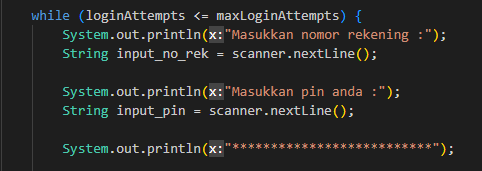 while (loginAttempts <= maxLoginAttempts) {
System.out.println(x:"Masukkan nomor rekening :");
String input_no_rek = scanner.nextLine();
System.out.println(x:"Masukkan pin anda :");
String input_pin = scanner.nextLine();
System.out.println(x:"**************************");